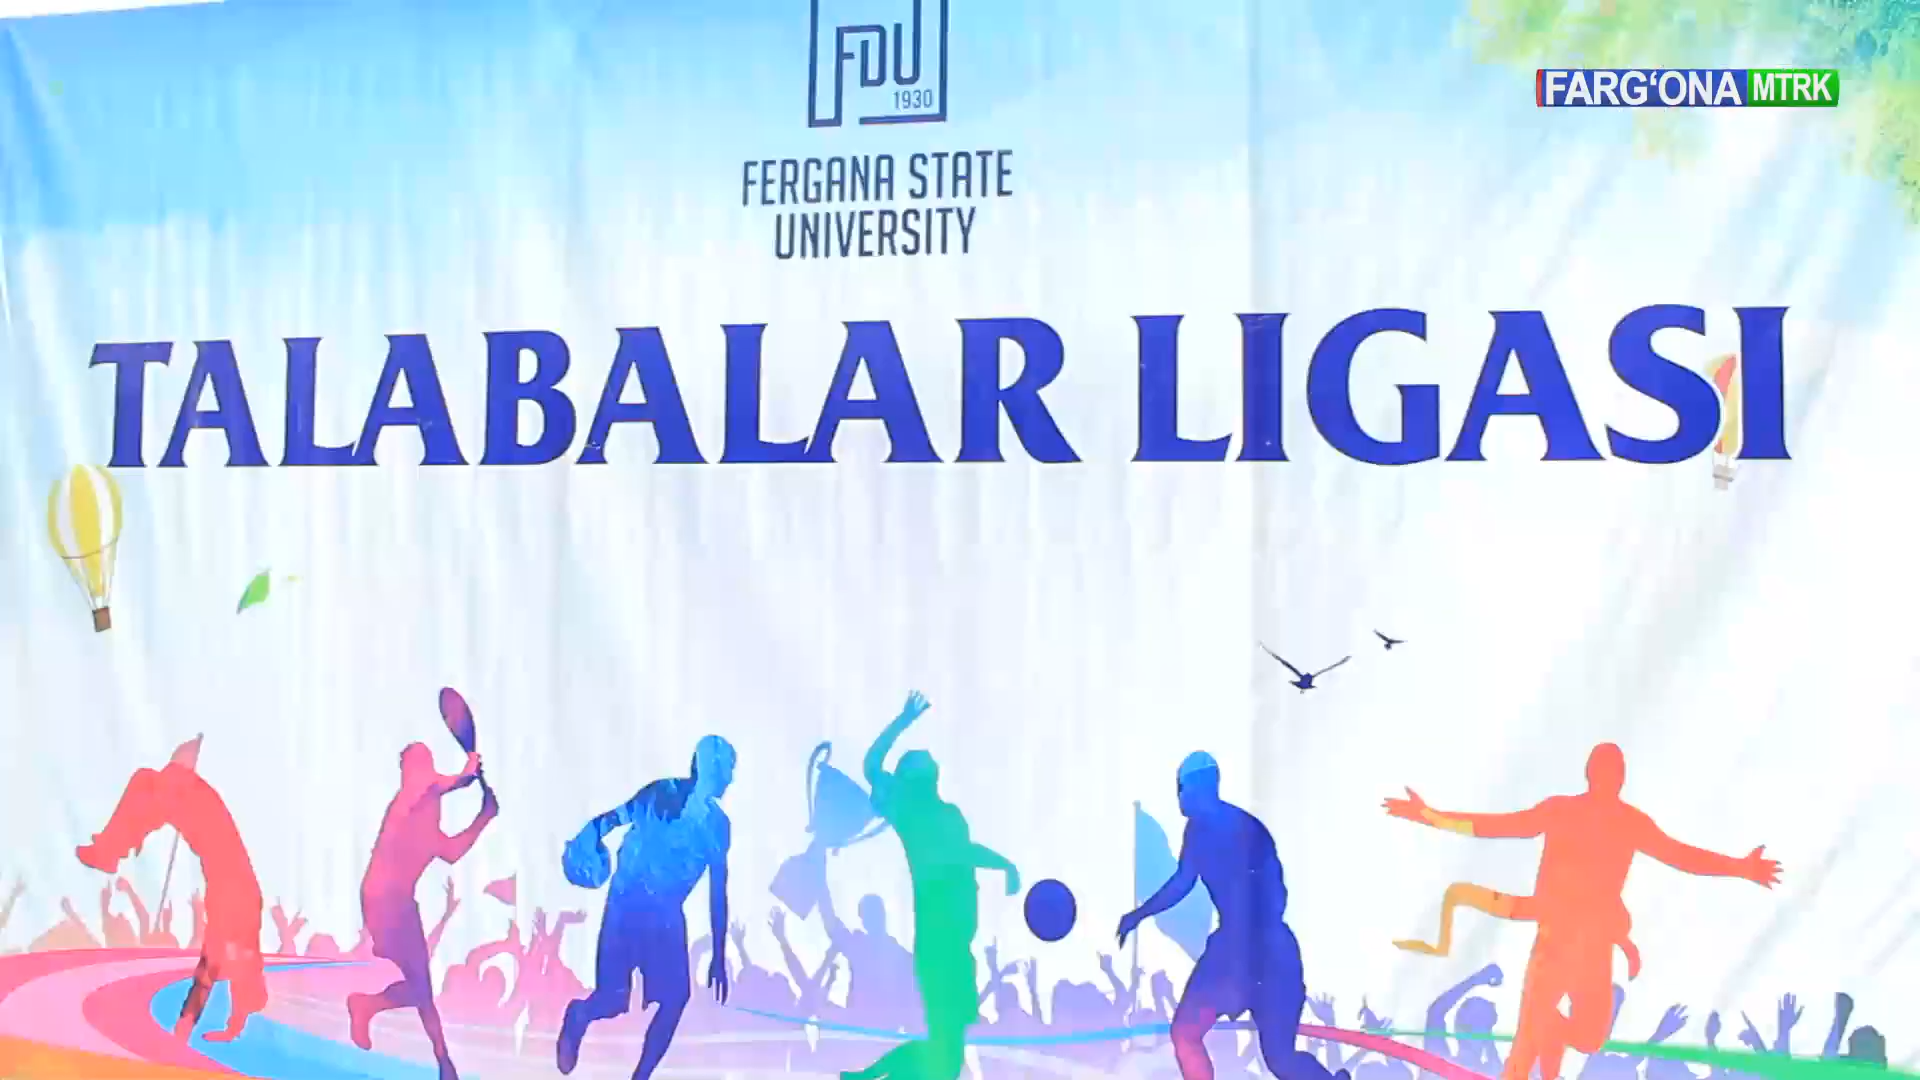 FDU
1930
FARG‘ONA MTRK
FERGANA STATE
UNIVERSITY
TALABALAR LIGASI